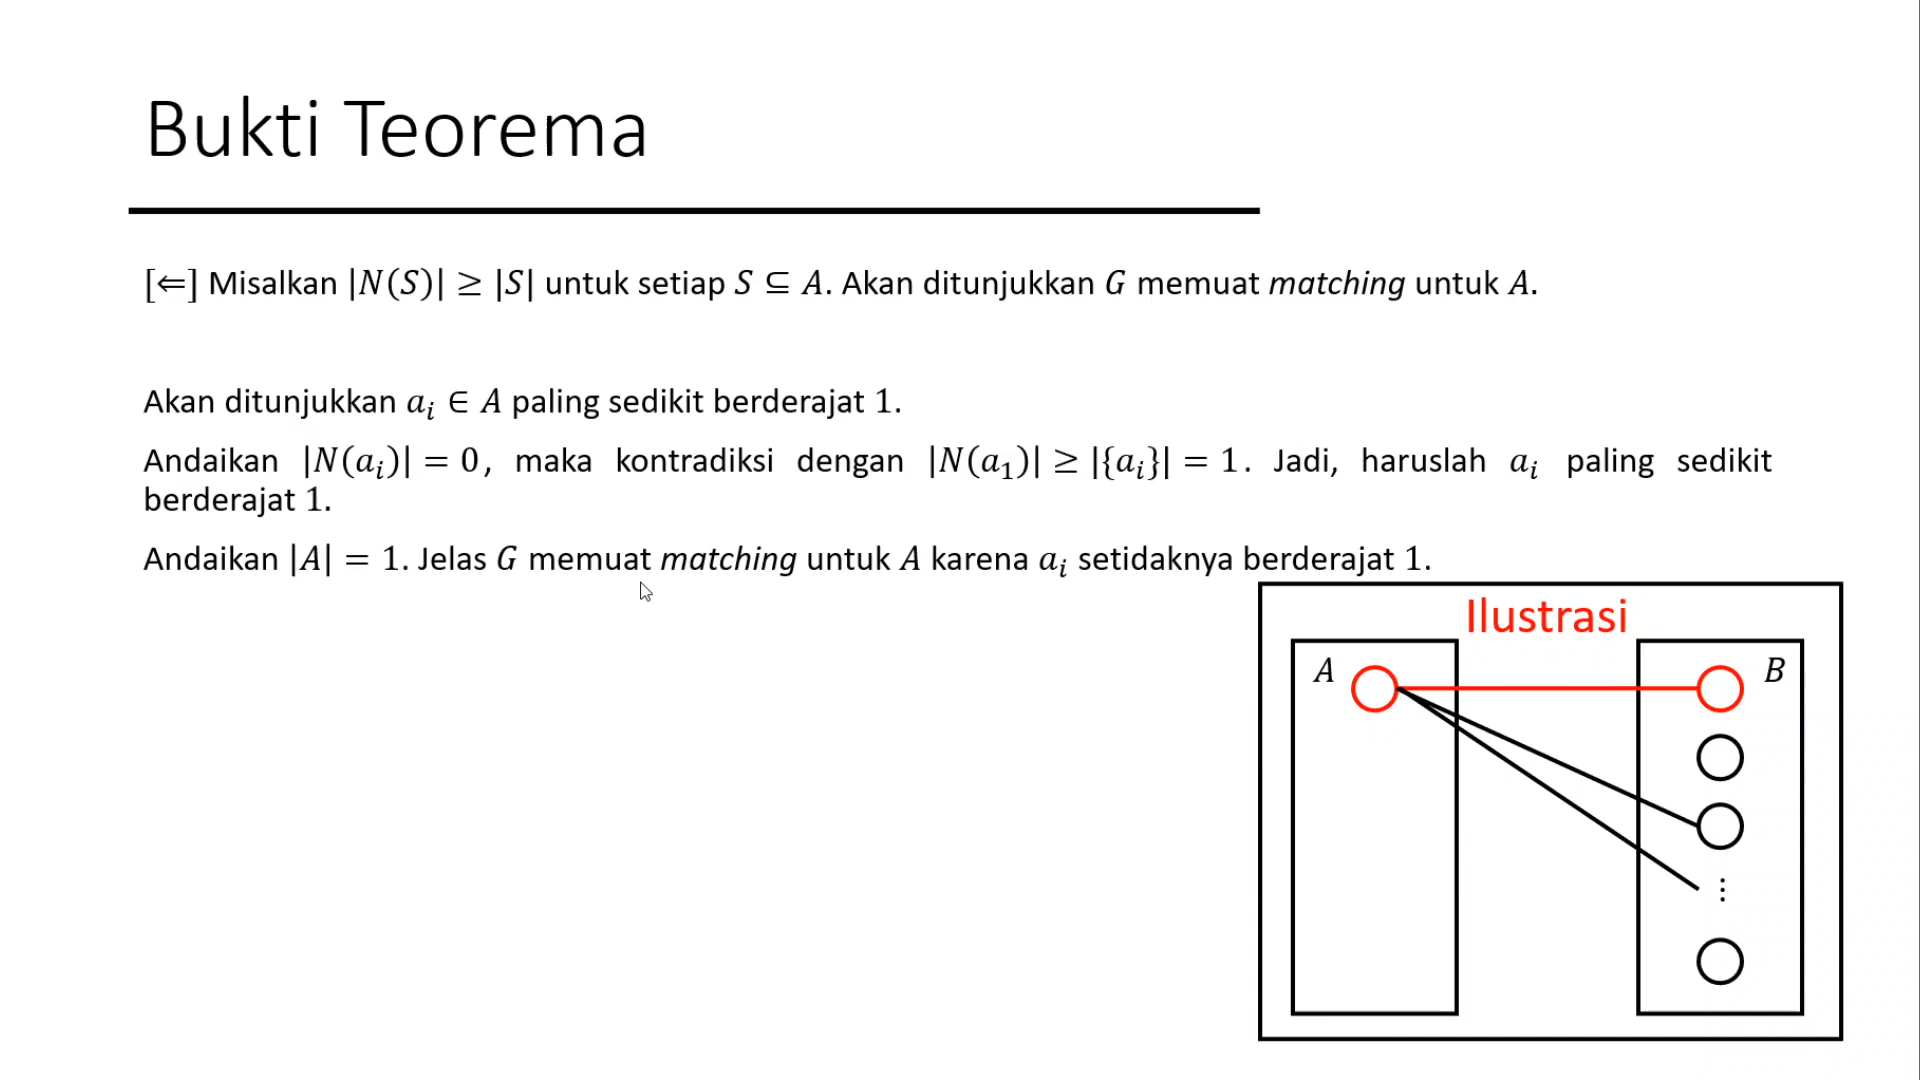 Bukti Teorema
[⇐] Misalkan |N(S)| ≥ |S| untuk setiap S ⊆ A. Akan ditunjukkan G memuat matching untuk A.
Akan ditunjukkan aᵢ ∈ A paling sedikit berderajat 1.
Andaikan |N(aᵢ)| = 0, maka kontradiksi dengan |N(a₁)| ≥ |{aᵢ}| = 1. Jadi, haruslah aᵢ paling sedikit
berderajat 1.
Andaikan |A| = 1. Jelas G memuat matching untuk A karena aᵢ setidaknya berderajat 1.
Ilustrasi
A
B
⋮